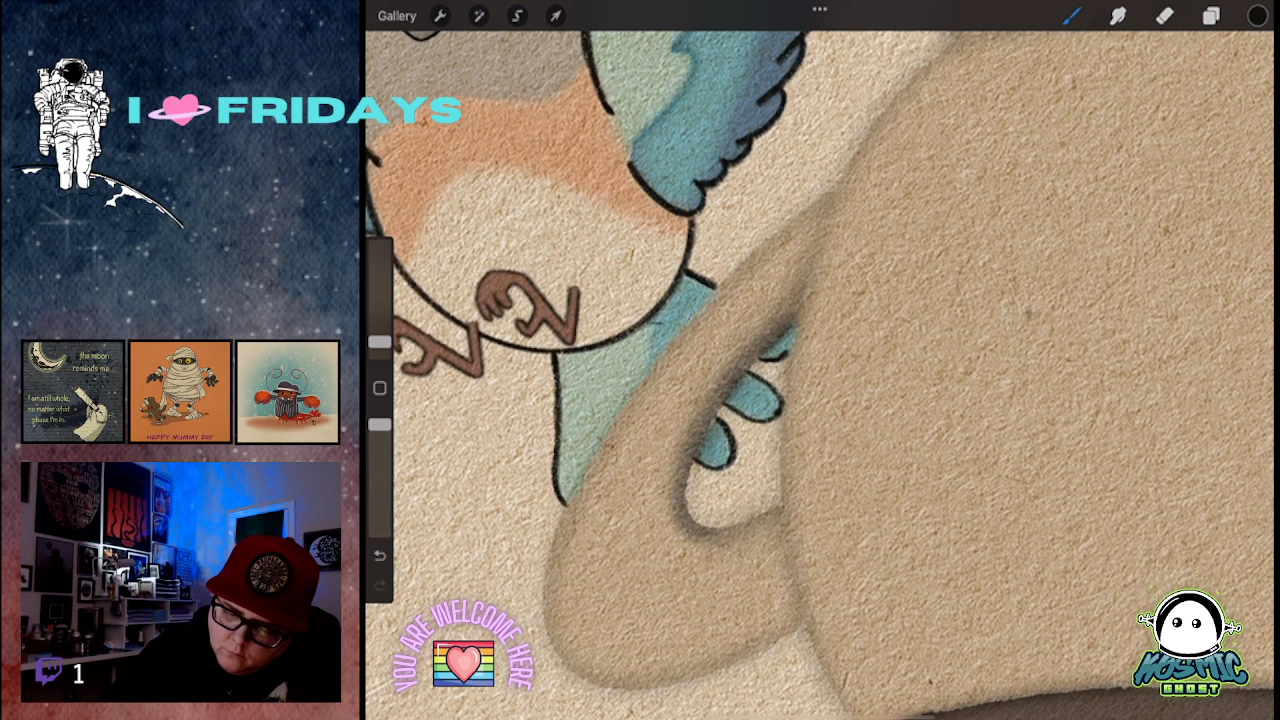 Gallery
I FRIDAYS
the moon
reminds me
I am still whole,
no matter what
phase I'm in.
HAPPY MUMMY DAY
YOU ARE WELCOME HERE
1
KOSMIC
GHOST